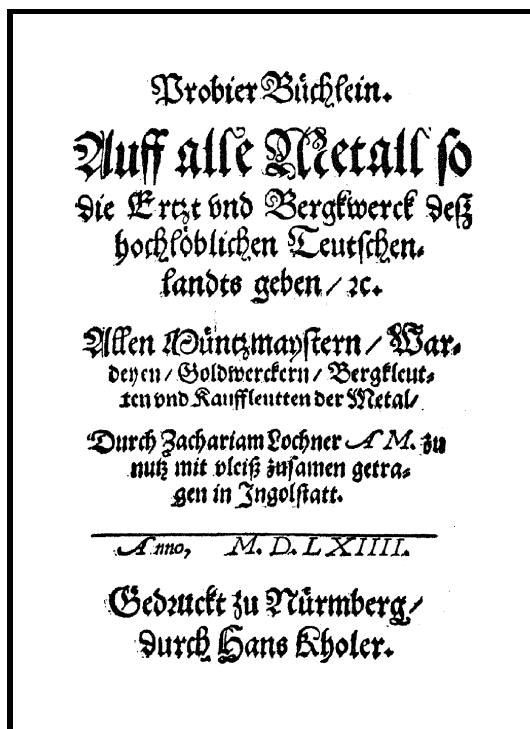 Probier Büchlein.
Auff alle Metall so
die Ertzt vnd Bergkwerck deß
hochlöblichen Teutschen-
landts geben / ꝛc.
Allen Müntzmaystern / War-
deyen / Goldwerckern / Bergkleut-
ten vnd Kauffleutten der Metal /
Durch Zachariam Lochner A M. zu
nutz mit vleiß zusamen getra-
gen in Ingolstatt.
Anno, M. D. LXIIII.
Gedruckt zu Nürmberg /
durch Hans Kholer.